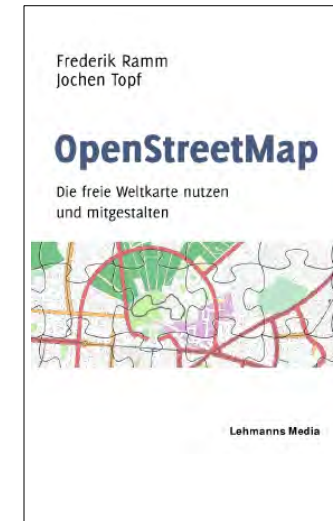 Frederik Ramm
Jochen Topf
OpenStreetMap
Die freie Weltkarte nutzen
und mitgestalten
Lehmanns Media